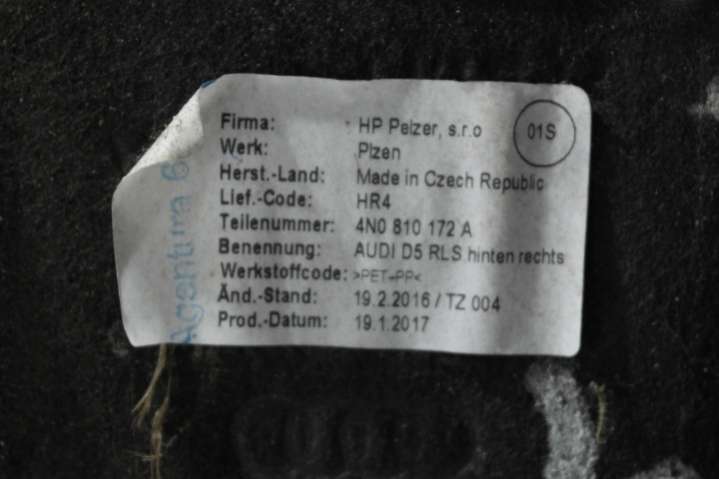 Firma: HP Pelzer, s.r.o
01S
Werk: Plzen
Herst.-Land: Made in Czech Republic
Lief.-Code: HR4
Teilenummer: 4N0 810 172 A
Benennung: AUDI D5 RLS hinten rechts
Werkstoffcode: >PET+PP<
Änd.-Stand: 19.2.2016 / TZ 004
Prod.-Datum: 19.1.2017
Agentura